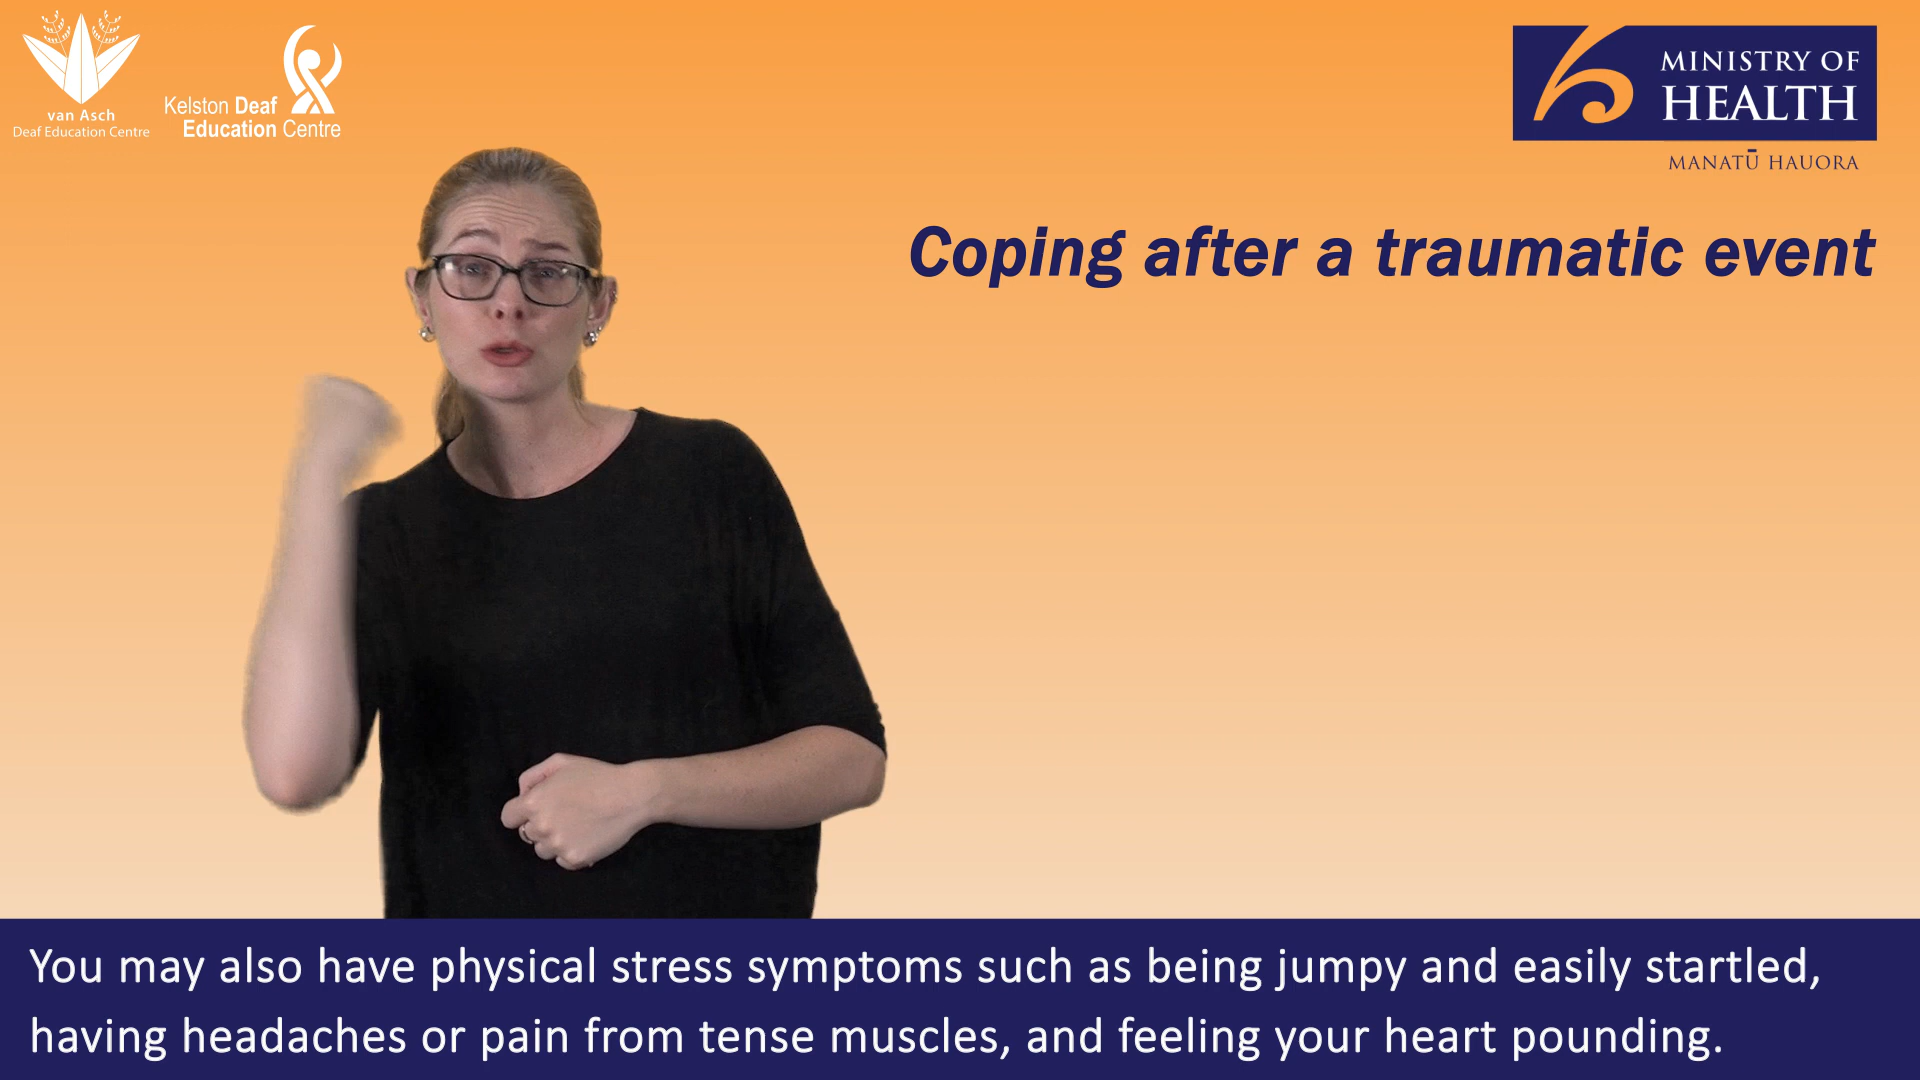 van Asch
Deaf Education Centre
Kelston Deaf
Education Centre
MINISTRY OF
HEALTH
MANATŪ HAUORA
Coping after a traumatic event
You may also have physical stress symptoms such as being jumpy and easily startled,
having headaches or pain from tense muscles, and feeling your heart pounding.